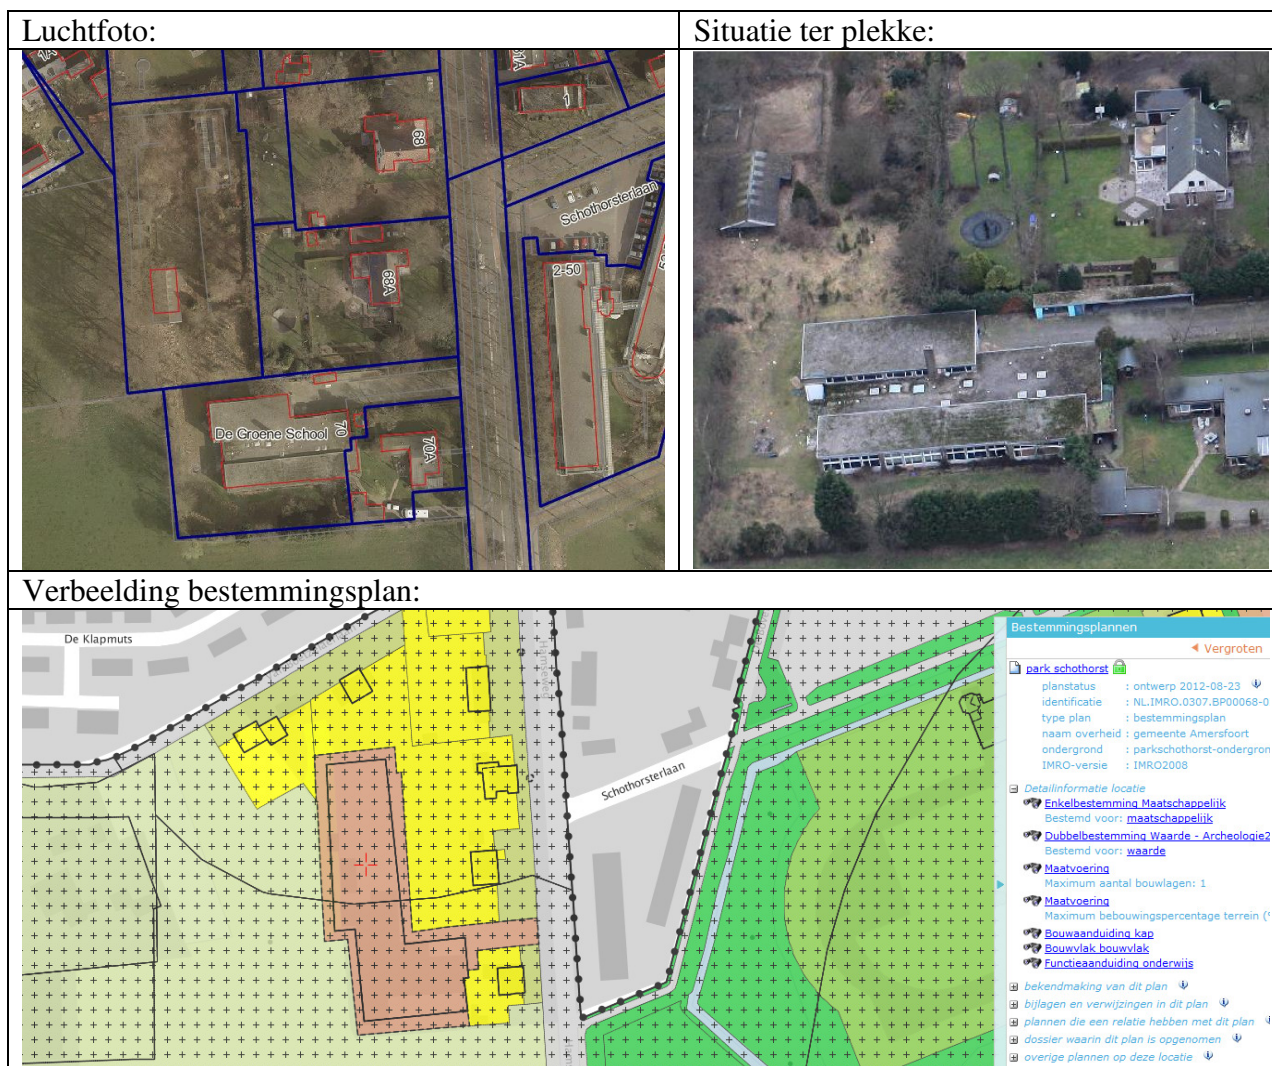 Luchtfoto:
Situatie ter plekke:
1A
31A
68
Schothorsterlaan
68A
2-50
De Groene School
70
70A
Verbeelding bestemmingsplan:
De Klapmuts
Schothorsterlaan
Bestemmingsplannen
Vergroten
park schothorst
planstatus : ontwerp 2012-08-23
identificatie : NL.IMRO.0307.BP00068-0
type plan : bestemmingsplan
naam overheid : gemeente Amersfoort
ondergrond : parkschothorst-ondergron
IMRO-versie : IMRO2008
Detailinformatie locatie
Enkelbestemming Maatschappelijk
Bestemd voor: maatschappelijk
Dubbelbestemming Waarde - Archeologie2
Bestemd voor: waarde
Maatvoering
Maximum aantal bouwlagen: 1
Maatvoering
Maximum bebouwingspercentage terrein (%
Bouwaanduiding kap
Bouwvlak bouwvlak
Functieaanduiding onderwijs
bekendmaking van dit plan
bijlagen en verwijzingen in dit plan
plannen die een relatie hebben met dit plan
dossier waarin dit plan is opgenomen
overige plannen op deze locatie